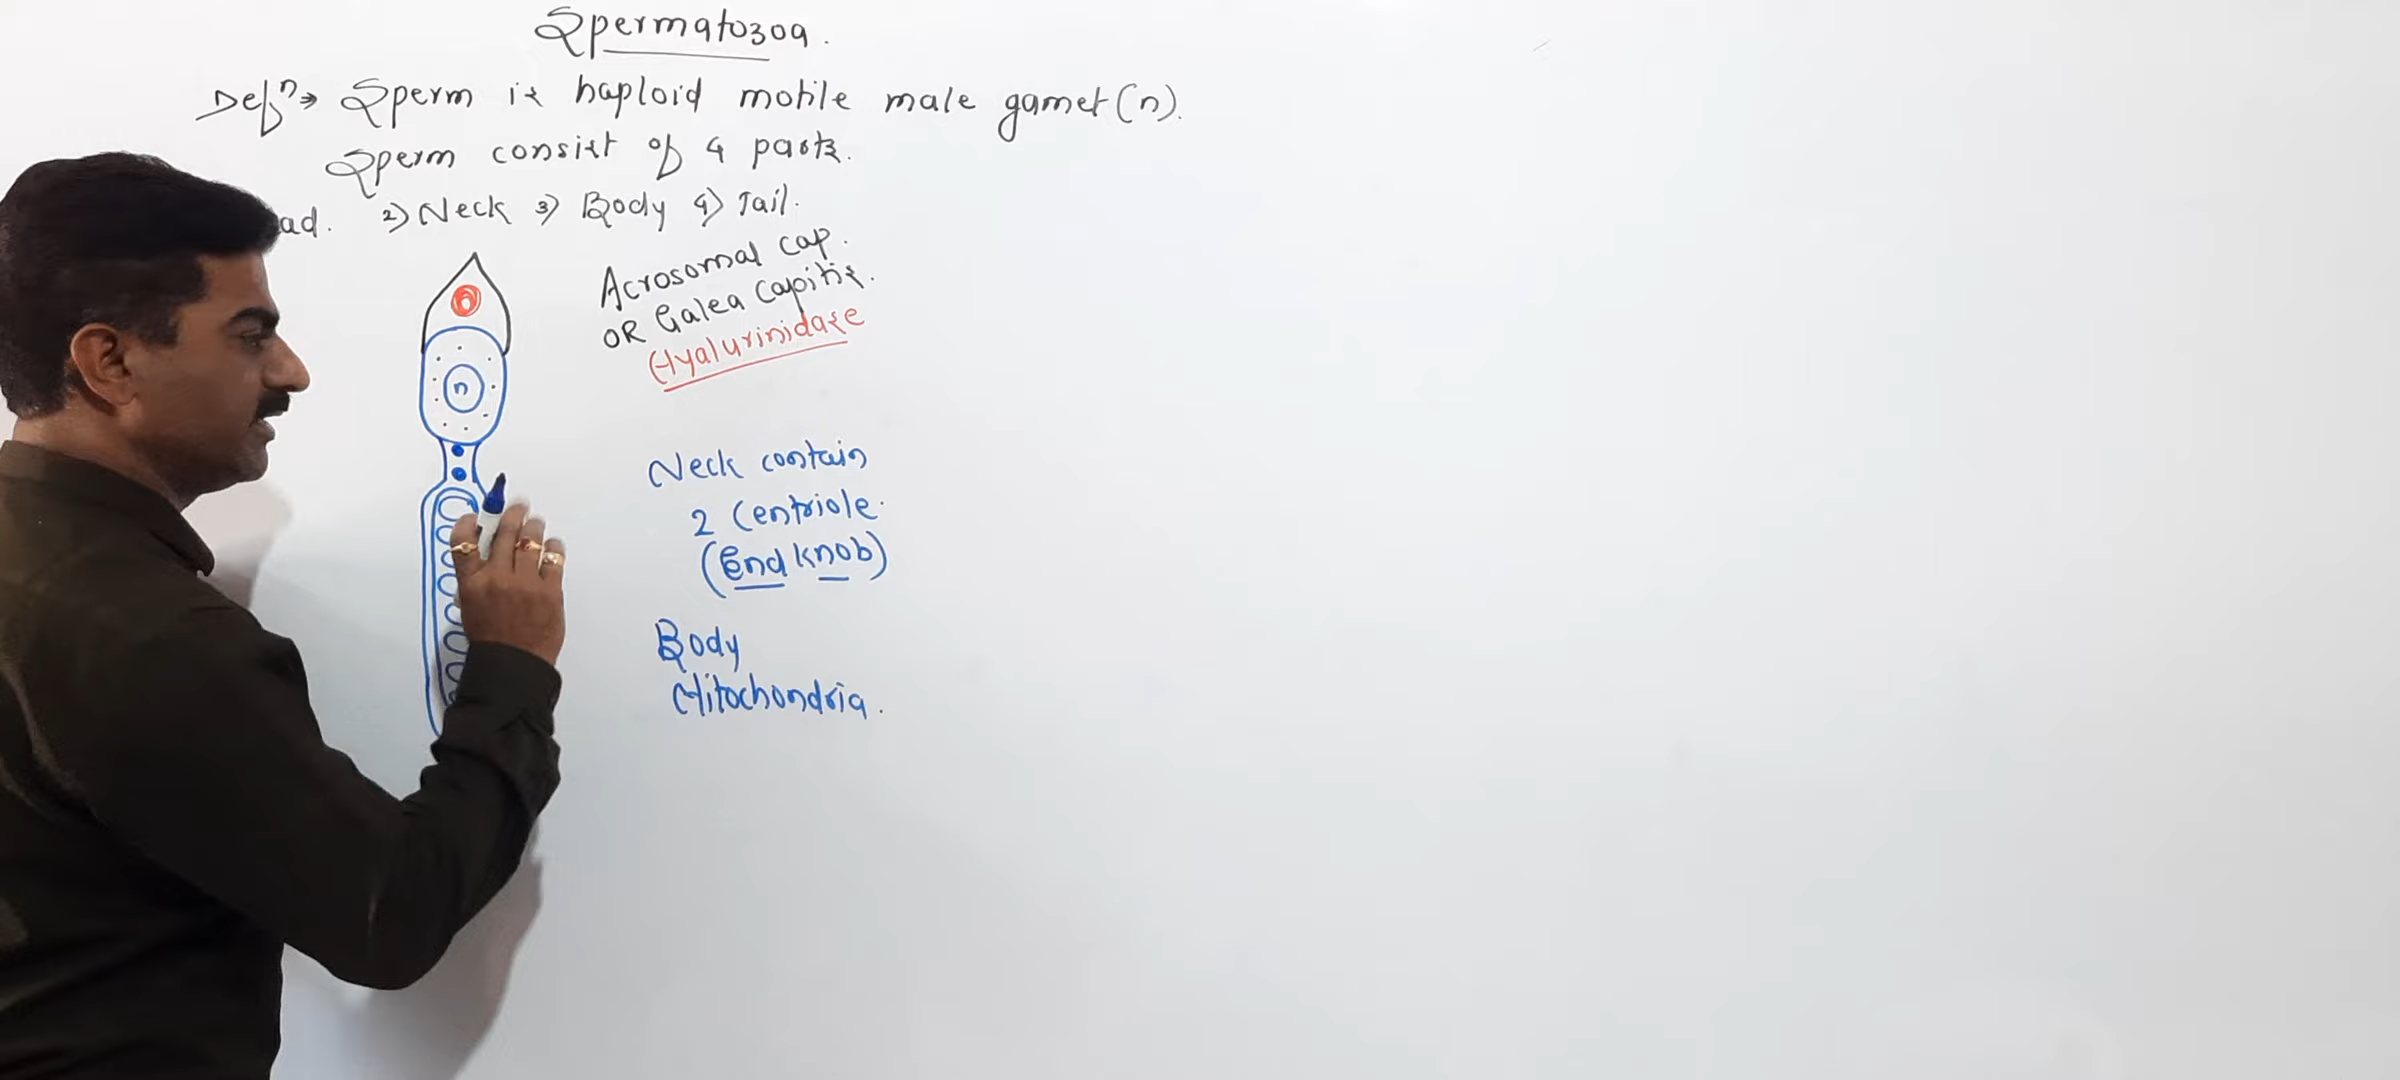 Spermatozoa.
Defⁿ→ Sperm is haploid motile male gamet (n).
Sperm consist of 4 parts.
ad. 2) Neck 3) Body 4) Tail.
Acrosomal cap.
OR Galea capitis.
Hyalurinidase
n
Neck contain
2 Centriole.
(End knob)
Body
Mitochondria.